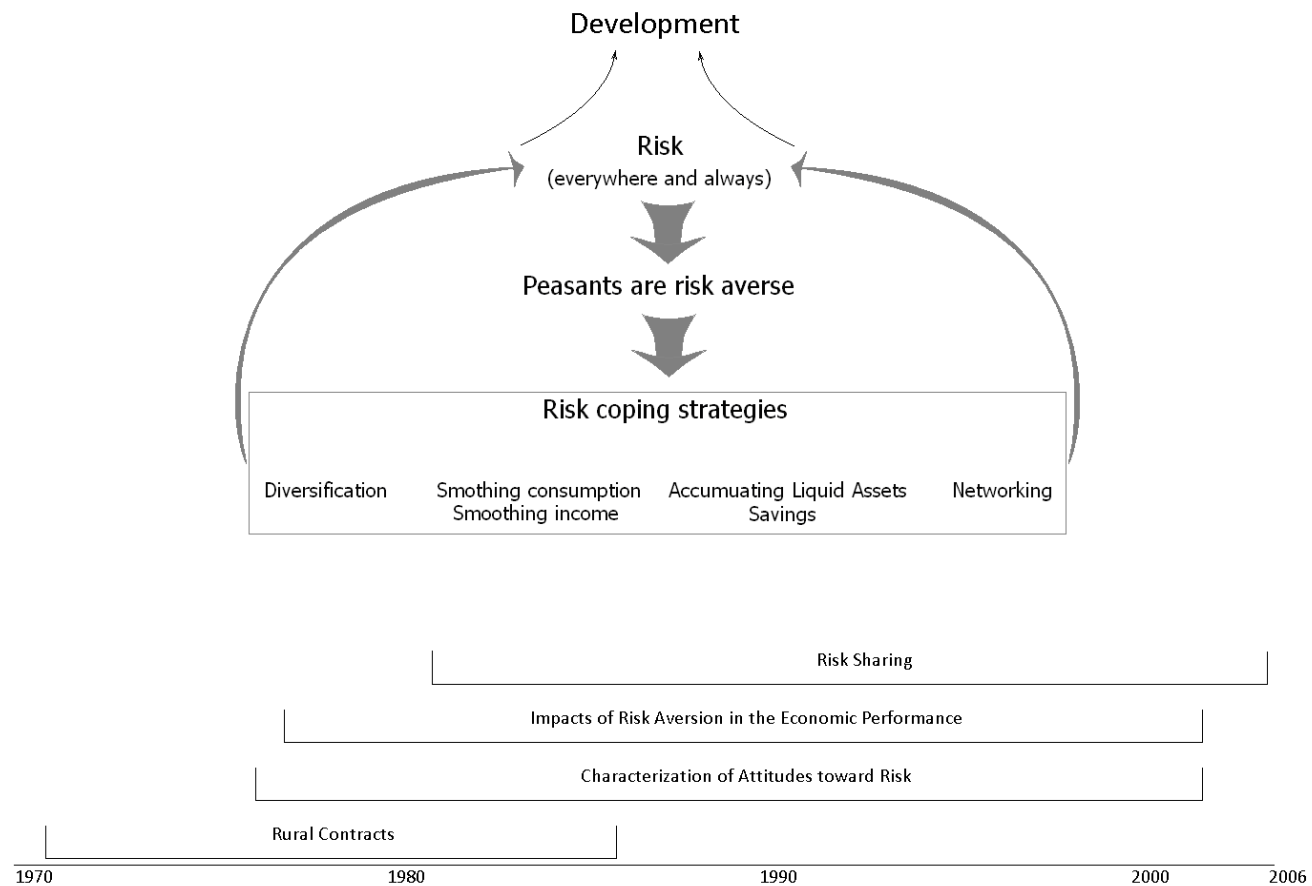 Development
Risk
(everywhere and always)
Peasants are risk averse
Risk coping strategies
Diversification
Smothing consumption
Smoothing income
Accumuating Liquid Assets
Savings
Networking
Risk Sharing
Impacts of Risk Aversion in the Economic Performance
Characterization of Attitudes toward Risk
Rural Contracts
1970 1980 1990 2000 2006